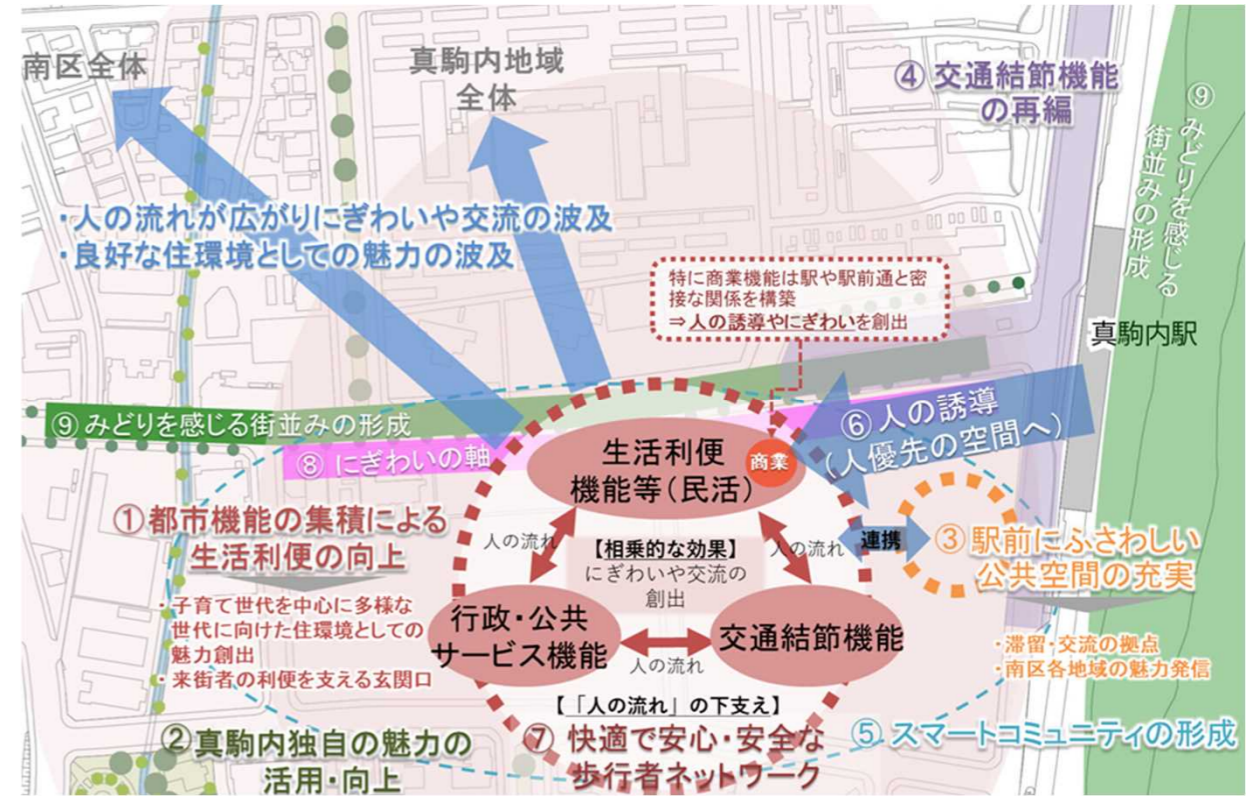 南区全体
真駒内地域
全体
④ 交通結節機能
の再編
⑨ みどりを感じる
街並みの形成
・人の流れが広がりにぎわいや交流の波及
・良好な住環境としての魅力の波及
特に商業機能は駅や駅前通と密
接な関係を構築
⇒人の誘導やにぎわいを創出
真駒内駅
⑨ みどりを感じる街並みの形成
⑧ にぎわいの軸
⑥ 人の誘導
(人優先の空間へ)
生活利便
機能等(民活)
商業
① 都市機能の集積による
生活利便の向上
・子育て世代を中心に多様な
世代に向けた住環境としての
魅力創出
・来街者の利便を支える玄関口
人の流れ
【相乗的な効果】
にぎわいや交流の
創出
人の流れ
連携
③ 駅前にふさわしい
公共空間の充実
・滞留・交流の拠点
・南区各地域の魅力発信
行政・公共
サービス機能
人の流れ
交通結節機能
【「人の流れ」の下支え】
⑦ 快適で安心・安全な
歩行者ネットワーク
② 真駒内独自の魅力の
活用・向上
⑤ スマートコミュニティの形成